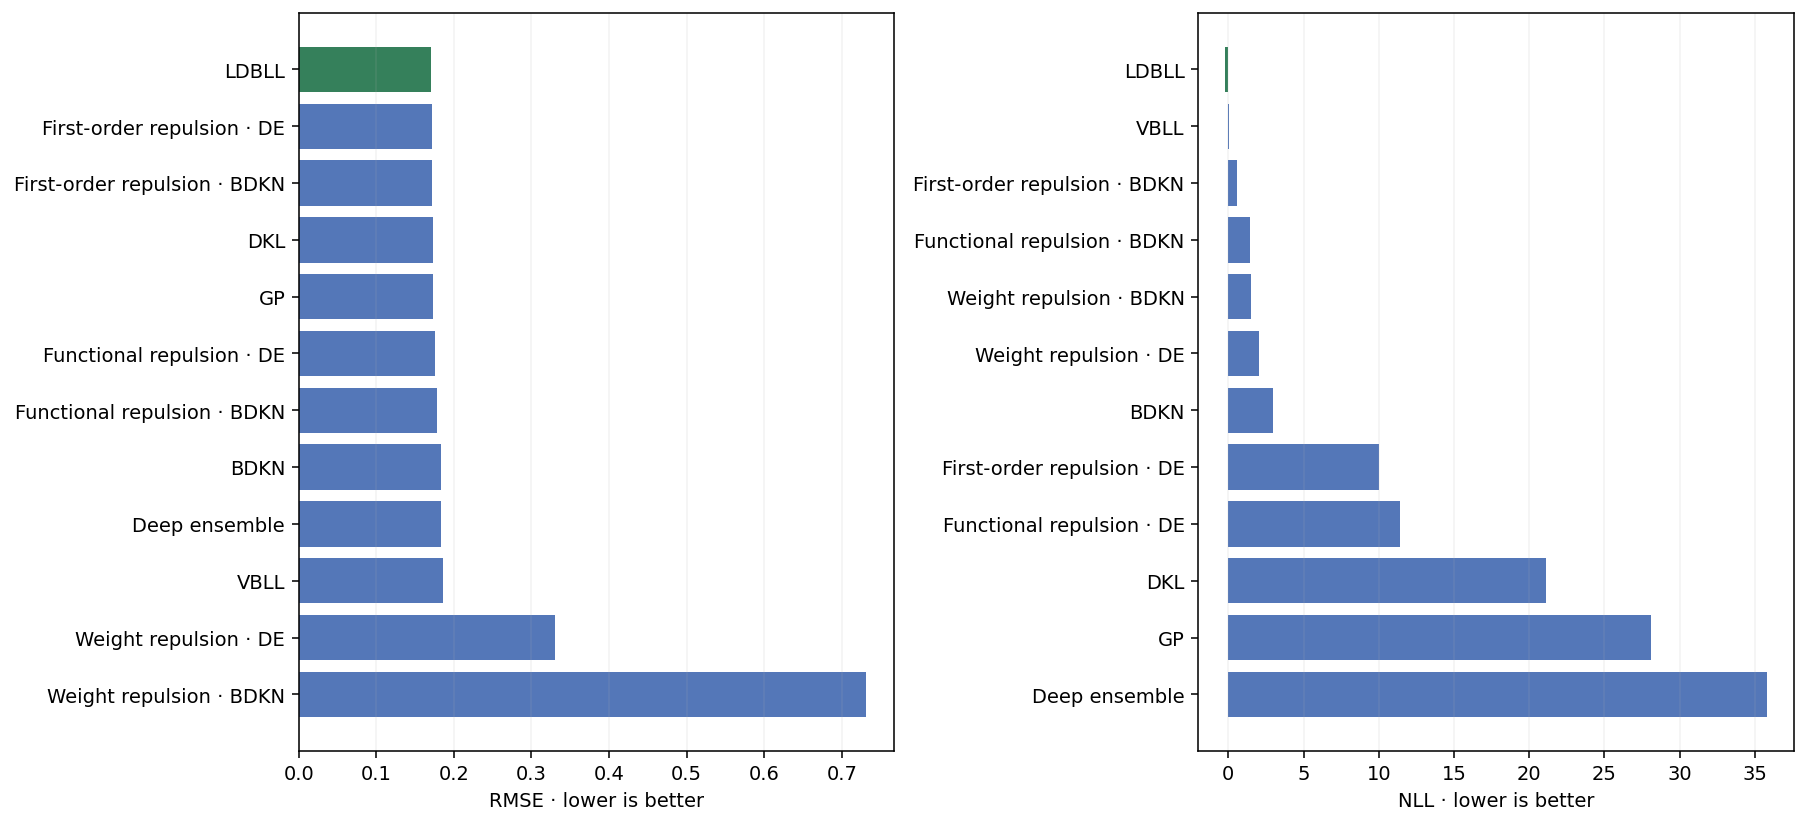 LDBLL
First-order repulsion · DE
First-order repulsion · BDKN
DKL
GP
Functional repulsion · DE
Functional repulsion · BDKN
BDKN
Deep ensemble
VBLL
Weight repulsion · DE
Weight repulsion · BDKN
0.0 0.1 0.2 0.3 0.4 0.5 0.6 0.7
RMSE · lower is better
LDBLL
VBLL
First-order repulsion · BDKN
Functional repulsion · BDKN
Weight repulsion · BDKN
Weight repulsion · DE
BDKN
First-order repulsion · DE
Functional repulsion · DE
DKL
GP
Deep ensemble
0 5 10 15 20 25 30 35
NLL · lower is better